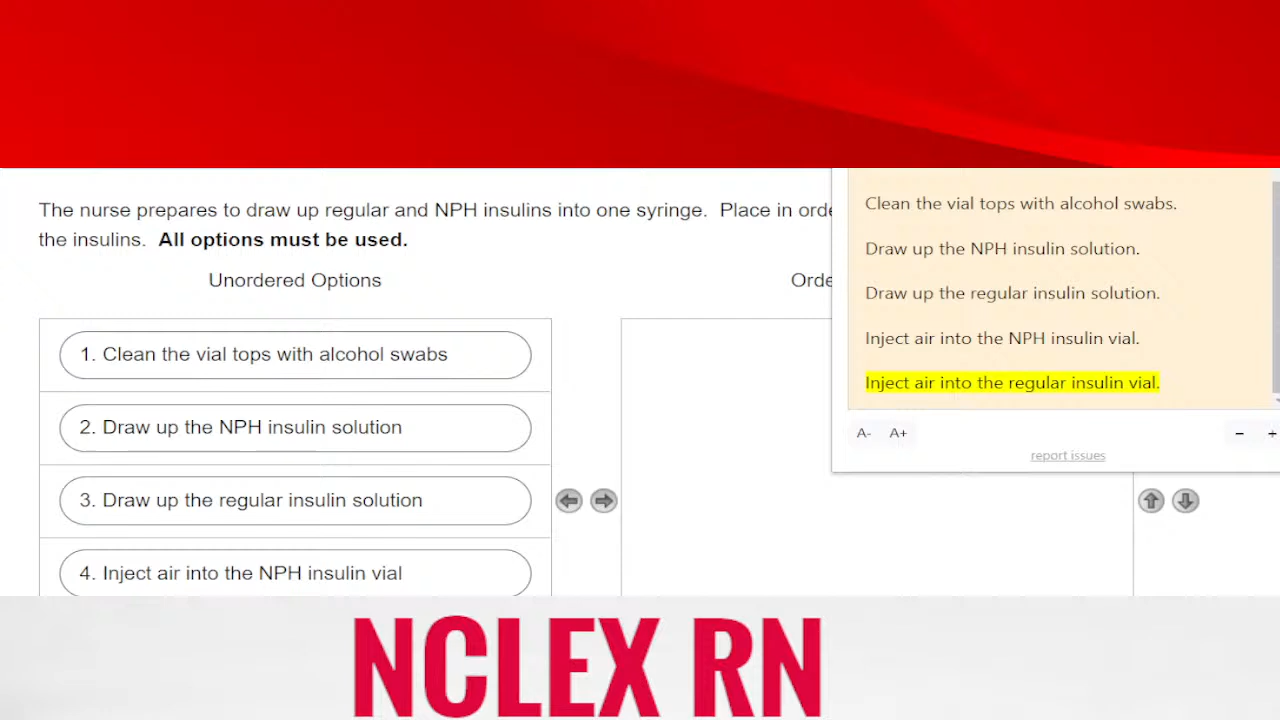 The nurse prepares to draw up regular and NPH insulins into one syringe. Place in orde
the insulins. All options must be used.
Unordered Options
Orde
1. Clean the vial tops with alcohol swabs
2. Draw up the NPH insulin solution
3. Draw up the regular insulin solution
4. Inject air into the NPH insulin vial
Clean the vial tops with alcohol swabs.
Draw up the NPH insulin solution.
Draw up the regular insulin solution.
Inject air into the NPH insulin vial.
Inject air into the regular insulin vial.
A- A+ − +
report issues
NCLEX RN